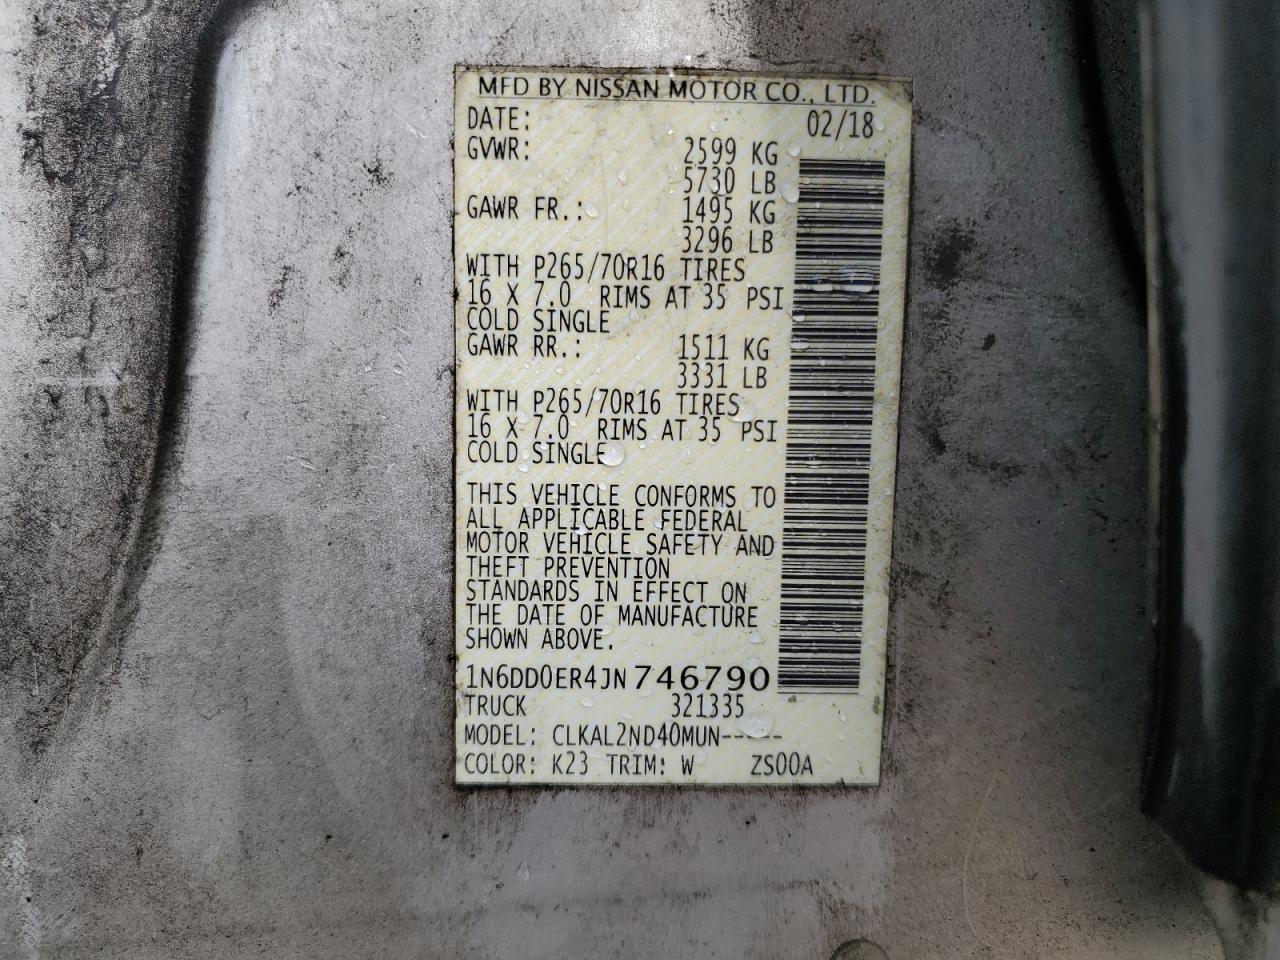 MFD BY NISSAN MOTOR CO., LTD.
DATE: 02/18
GVWR: 2599 KG
5730 LB
GAWR FR.: 1495 KG
3296 LB
WITH P265/70R16 TIRES
16 X 7.0 RIMS AT 35 PSI
COLD SINGLE
GAWR RR.: 1511 KG
3331 LB
WITH P265/70R16 TIRES
16 X 7.0 RIMS AT 35 PSI
COLD SINGLE
THIS VEHICLE CONFORMS TO
ALL APPLICABLE FEDERAL
MOTOR VEHICLE SAFETY AND
THEFT PREVENTION
STANDARDS IN EFFECT ON
THE DATE OF MANUFACTURE
SHOWN ABOVE.
1N6DD0ER4JN746790
TRUCK 321335
MODEL: CLKAL2ND40MUN-----
COLOR: K23 TRIM: W ZS00A